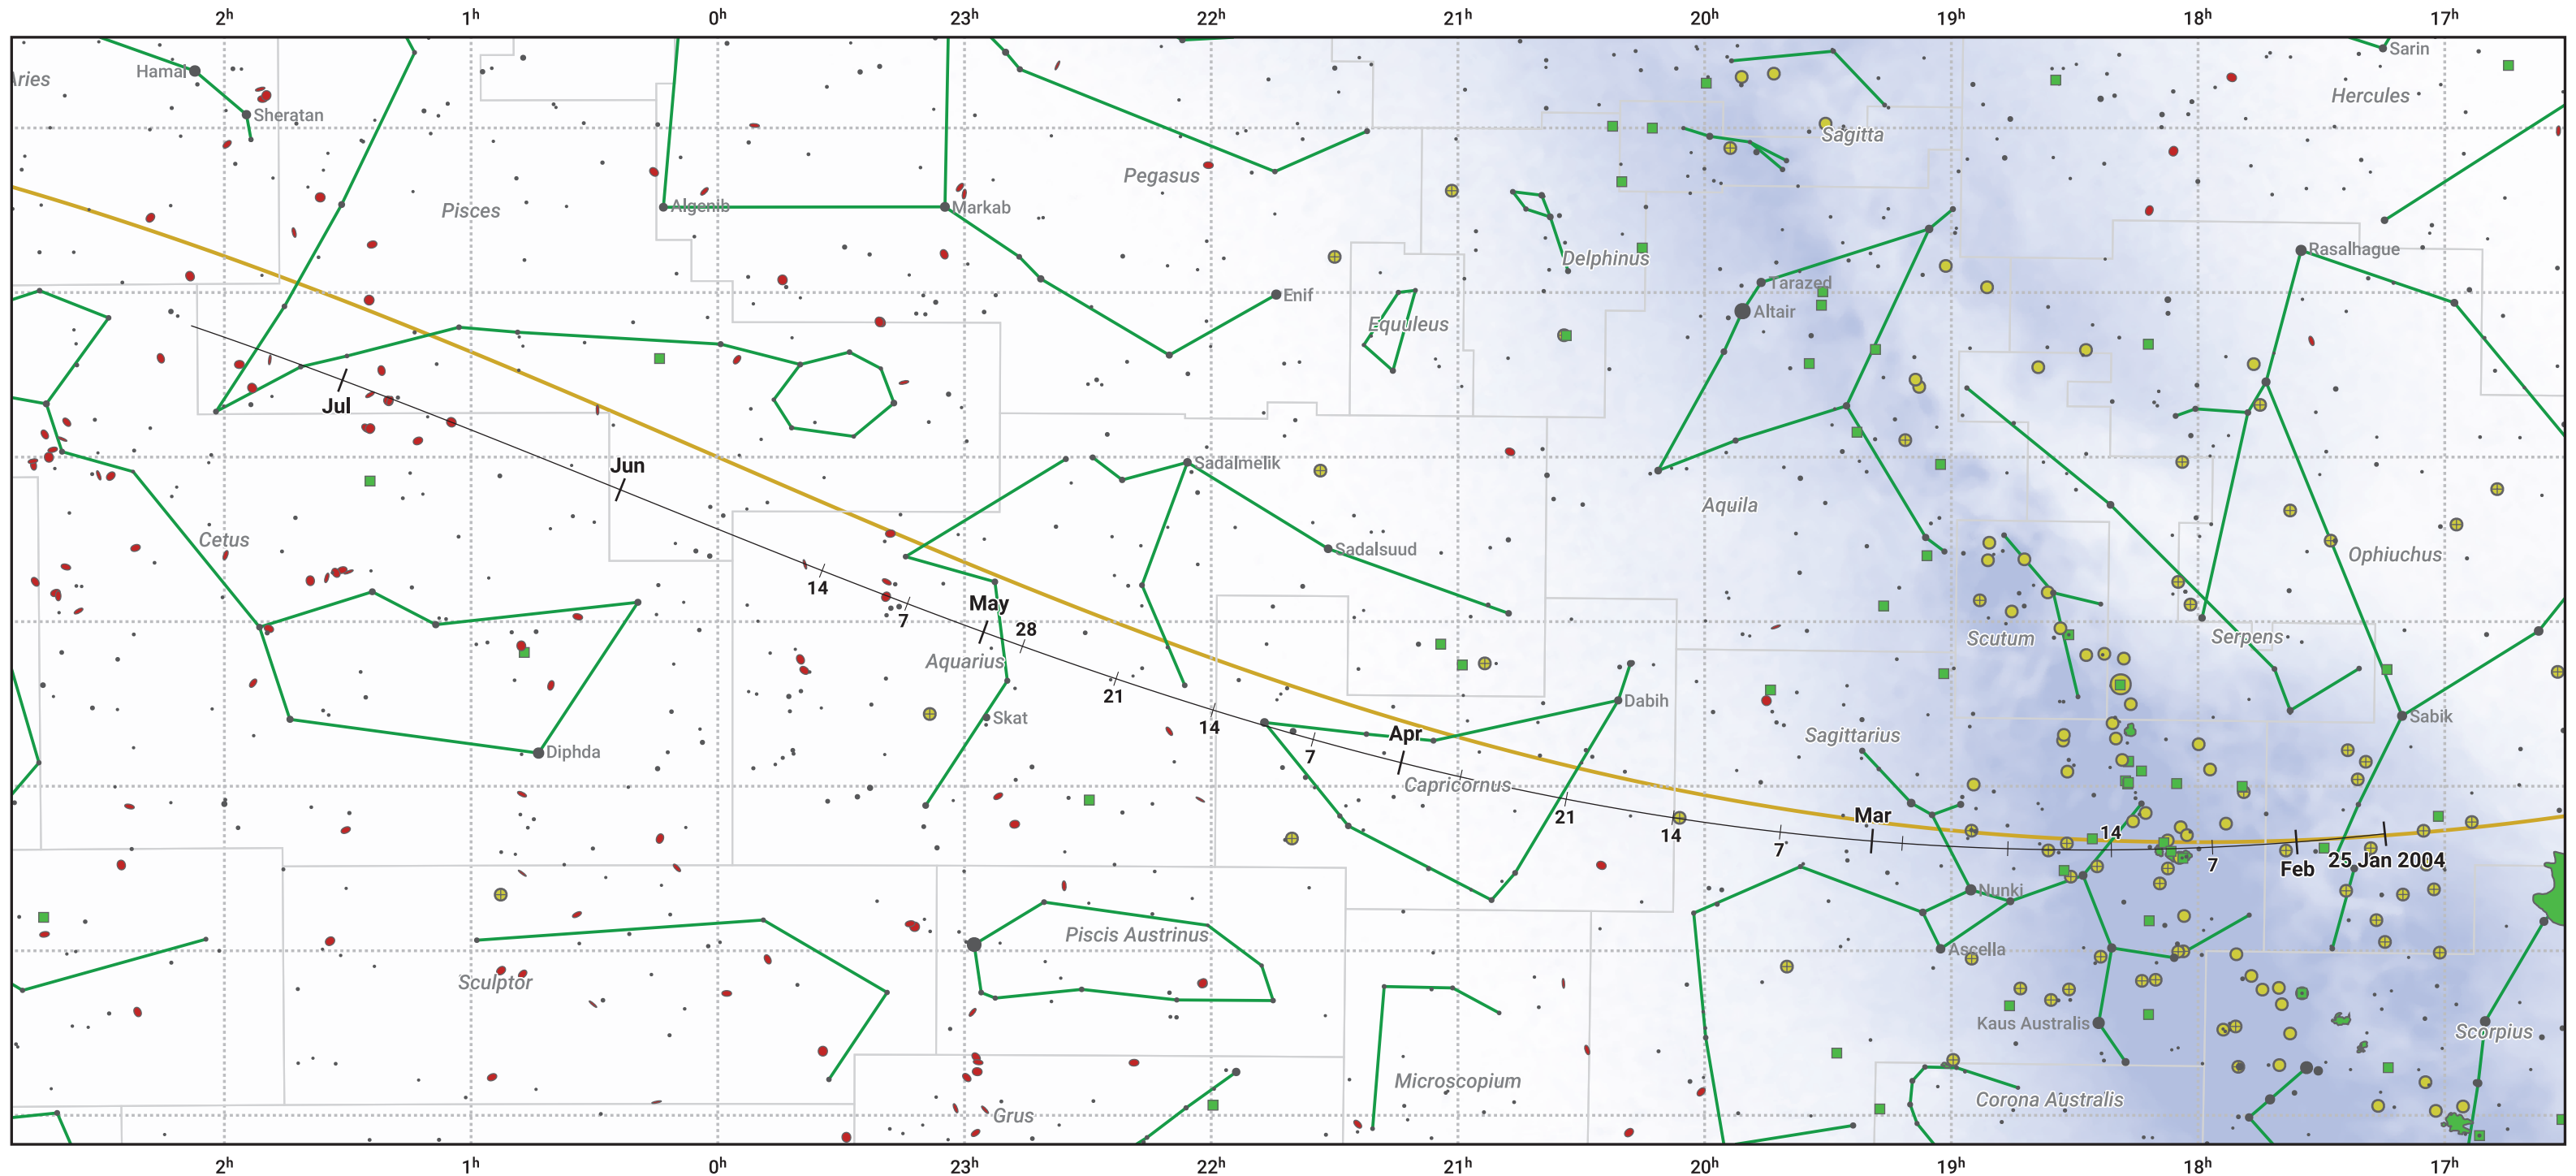 2h 1h 0h 23h 22h 21h 20h 19h 18h 17h
Sarin
Hamal
Aries
Hercules
Sheratan
Sagitta
Pegasus
Pisces
Algenib
Markab
Rasalhague
Delphinus
Tarazed
Enif
Altair
Equuleus
Jul
Jun
Sadalmelik
Aquila
Cetus
Sadalsuud
Ophiuchus
14
May
7
28
Scutum
Serpens
Aquarius
21
Dabih
Skat
14
Sabik
Apr
Sagittarius
Diphda
7
Capricornus
21
Mar
14
7
14
7
Feb
25 Jan 2004
Nunki
Piscis Austrinus
Ascella
Sculptor
Kaus Australis
Scorpius
Microscopium
Corona Australis
Grus
2h 1h 0h 23h 22h 21h 20h 19h 18h 17h